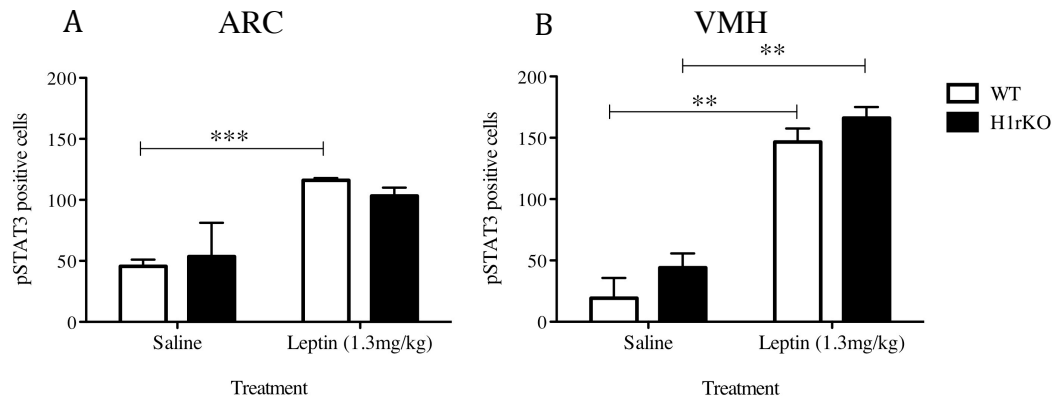 A ARC
200
150
100
50
0
pSTAT3 positive cells
***
Saline Leptin (1.3mg/kg)
Treatment
B VMH
200
150
100
50
0
pSTAT3 positive cells
**
**
Saline Leptin (1.3mg/kg)
Treatment
WT
H1rKO